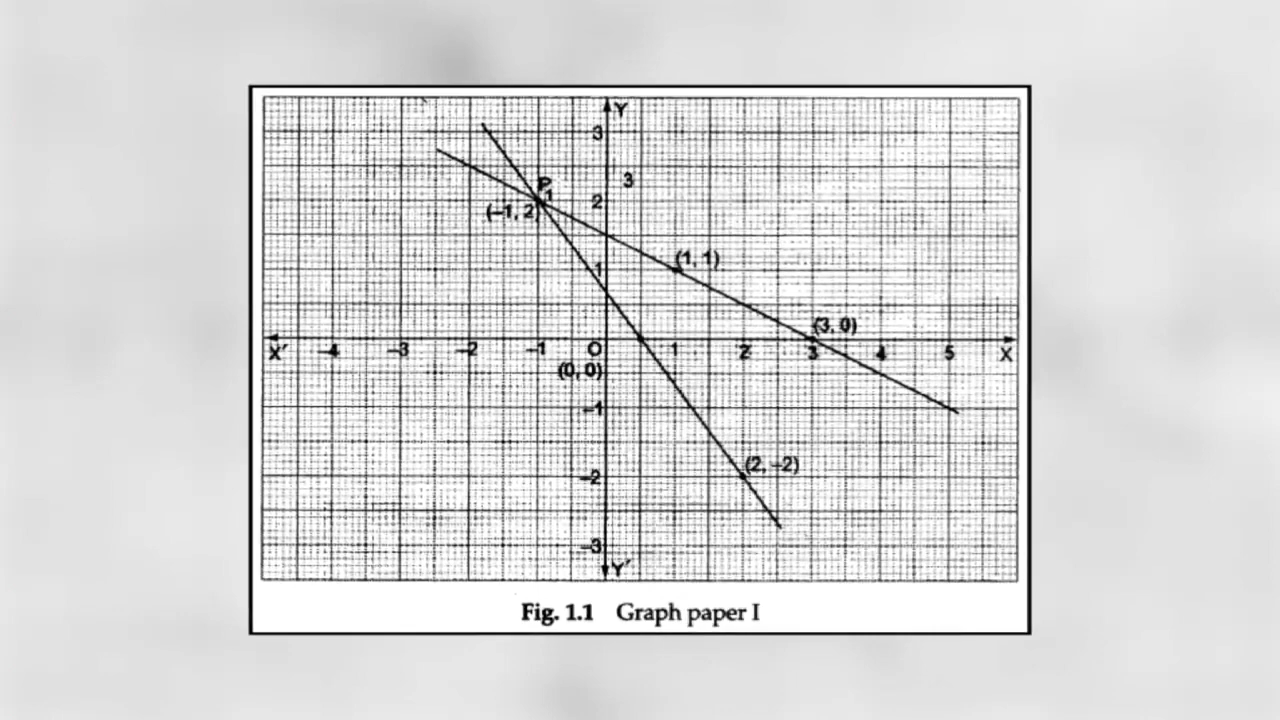 Y
3
3
P
1
2
(−1, 2)
(1, 1)
1
(3, 0)
X′ −4 −3 −2 −1 O 1 2 3 4 5 X
(0, 0)
−1
(2, −2)
−2
−3
Y′
Fig. 1.1 Graph paper I